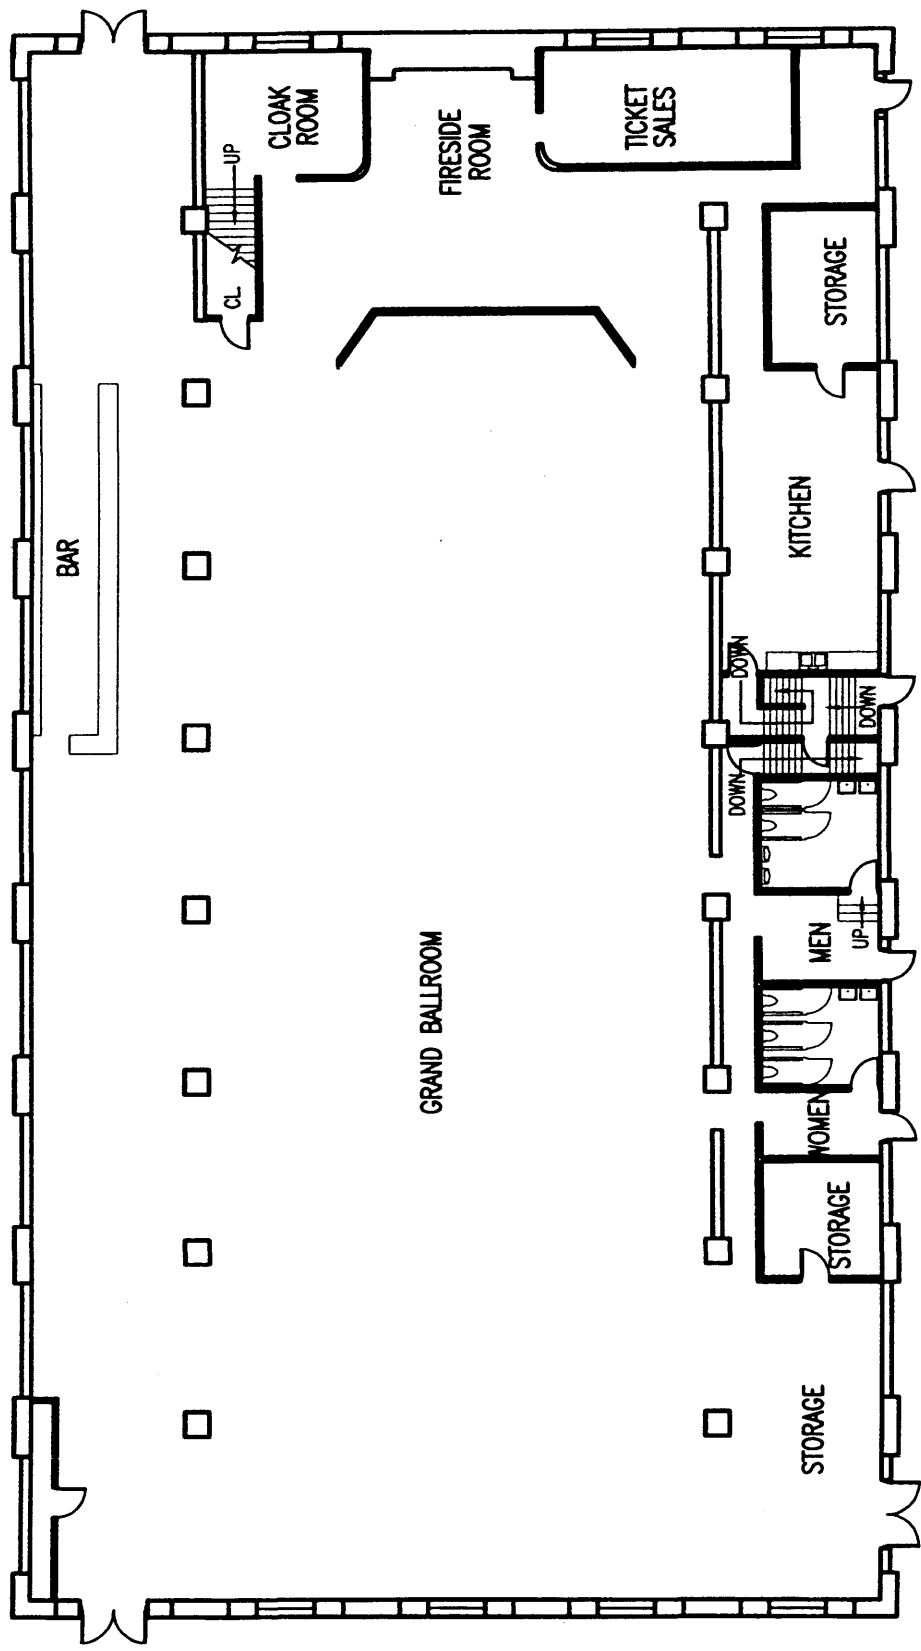 CLOAK
ROOM
UP
CL.
FIRESIDE
ROOM
TICKET
SALES
STORAGE
BAR
KITCHEN
DOWN
DOWN
DOWN
GRAND BALLROOM
MEN
UP
WOMEN
STORAGE
STORAGE